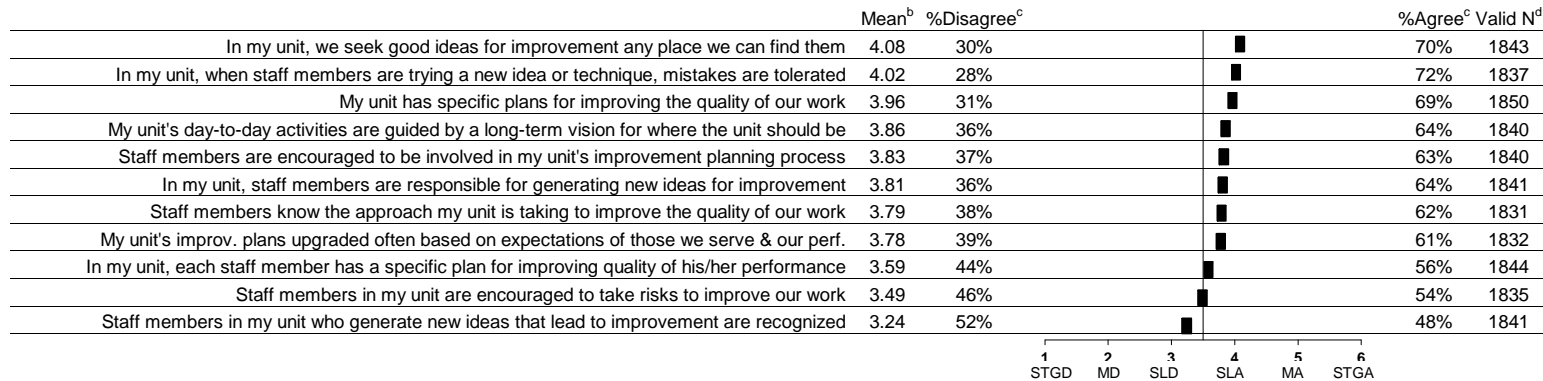 Mean^b %Disagree^c %Agree^c Valid N^d
In my unit, we seek good ideas for improvement any place we can find them 4.08 30% 70% 1843
In my unit, when staff members are trying a new idea or technique, mistakes are tolerated 4.02 28% 72% 1837
My unit has specific plans for improving the quality of our work 3.96 31% 69% 1850
My unit's day-to-day activities are guided by a long-term vision for where the unit should be 3.86 36% 64% 1840
Staff members are encouraged to be involved in my unit's improvement planning process 3.83 37% 63% 1840
In my unit, staff members are responsible for generating new ideas for improvement 3.81 36% 64% 1841
Staff members know the approach my unit is taking to improve the quality of our work 3.79 38% 62% 1831
My unit's improv. plans upgraded often based on expectations of those we serve & our perf. 3.78 39% 61% 1832
In my unit, each staff member has a specific plan for improving quality of his/her performance 3.59 44% 56% 1844
Staff members in my unit are encouraged to take risks to improve our work 3.49 46% 54% 1835
Staff members in my unit who generate new ideas that lead to improvement are recognized 3.24 52% 48% 1841
1 2 3 4 5 6
STGD MD SLD SLA MA STGA